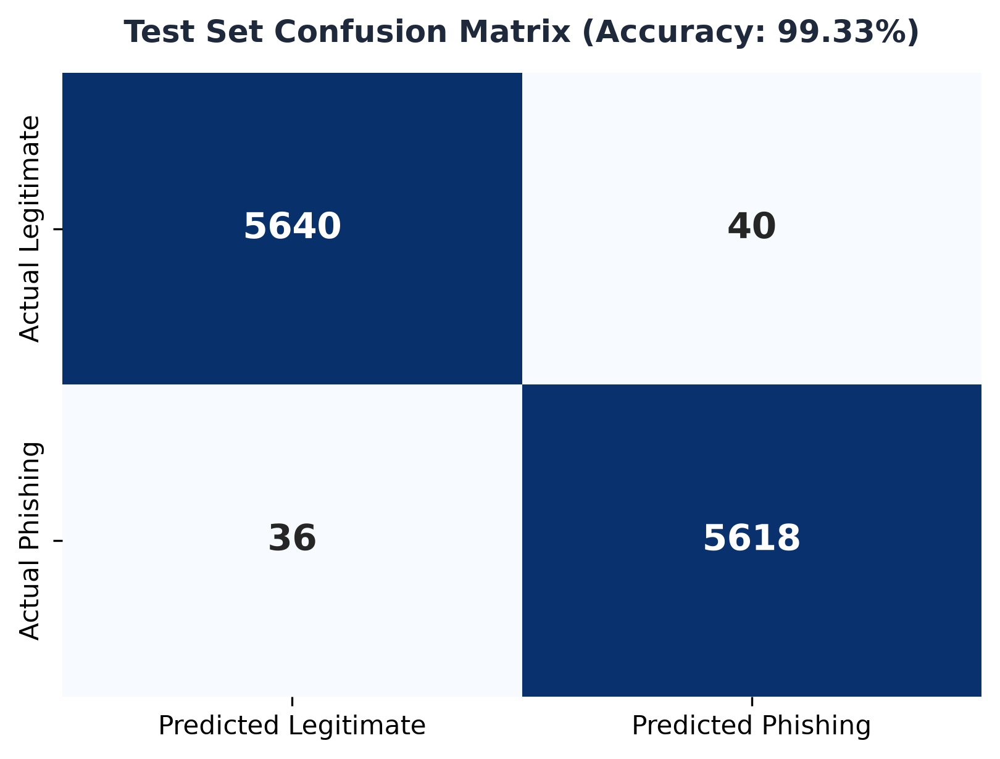 Test Set Confusion Matrix (Accuracy: 99.33%)
Actual Legitimate
5640
40
Actual Phishing
36
5618
Predicted Legitimate
Predicted Phishing